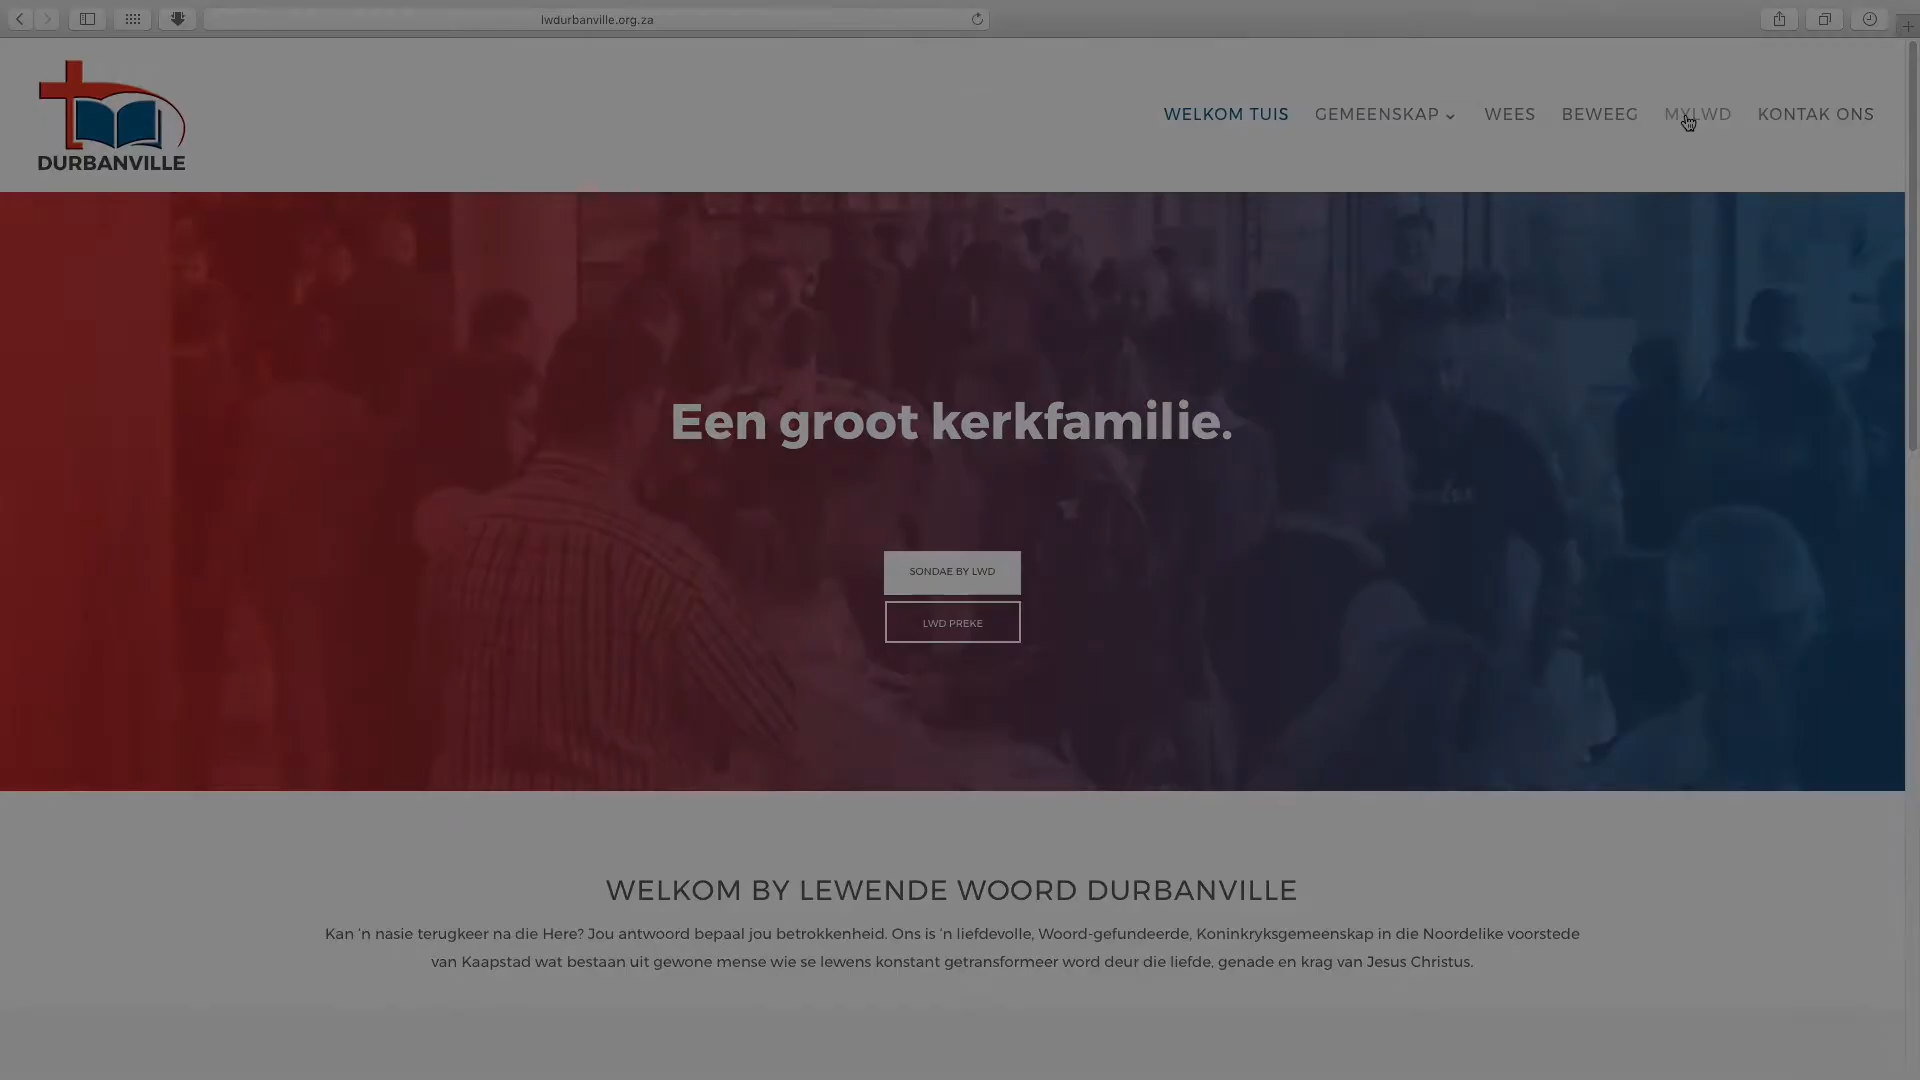 lwdurbanville.org.za
DURBANVILLE
WELKOM TUIS GEMEENSKAP WEES BEWEEG MYLWD KONTAK ONS
Een groot kerkfamilie.
SONDAE BY LWD
LWD PREKE
WELKOM BY LEWENDE WOORD DURBANVILLE
Kan 'n nasie terugkeer na die Here? Jou antwoord bepaal jou betrokkenheid. Ons is 'n liefdevolle, Woord-gefundeerde, Koninkryksgemeenskap in die Noordelike voorstede
van Kaapstad wat bestaan uit gewone mense wie se lewens konstant getransformeer word deur die liefde, genade en krag van Jesus Christus.